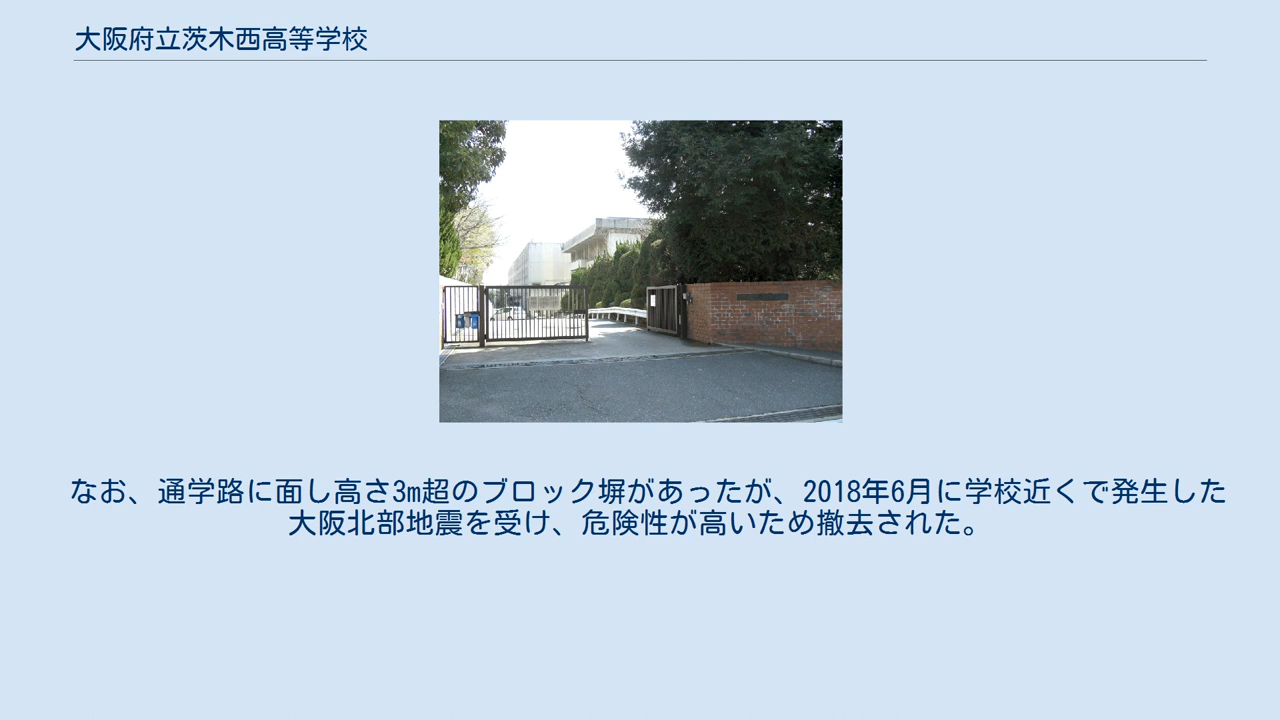 大阪府立茨木西高等学校
なお、通学路に面し高さ3m超のブロック塀があったが、2018年6月に学校近くで発生した
大阪北部地震を受け、危険性が高いため撤去された。